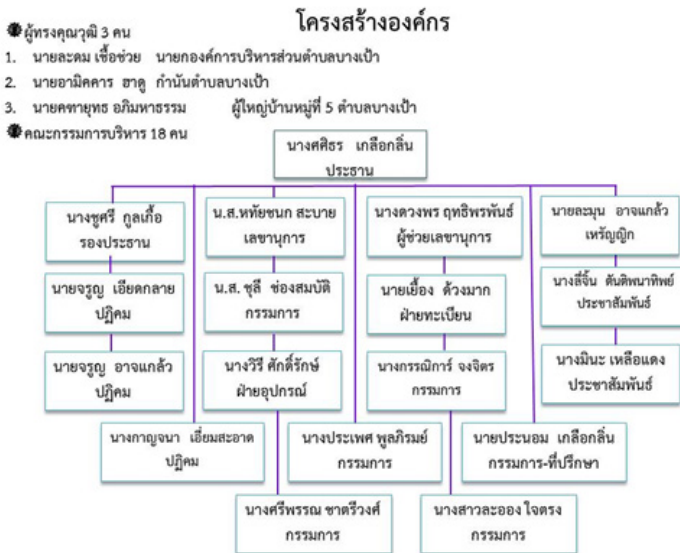 โครงสร้างองค์กร
ผู้ทรงคุณวุฒิ 3 คน
1. นายละดม เชื้อช่วย นายกองค์การบริหารส่วนตำบลบางเป้า
2. นายอามิคคาร ฮาดู กำนันตำบลบางเป้า
3. นายคฑายุทธ อภิมหาธรรม ผู้ใหญ่บ้านหมู่ที่ 5 ตำบลบางเป้า
คณะกรรมการบริหาร 18 คน
นางศศิธร เกลือกลิ่น
ประธาน
นางชูศรี กูลเกื้อ
รองประธาน
น.ส.หทัยชนก สะบาย
เลขานุการ
นางดวงพร ฤทธิพรพันธ์
ผู้ช่วยเลขานุการ
นายละมุน อาจแกล้ว
เหรัญญิก
นายจรูญ เอียดกลาย
ปฏิคม
น.ส. ชุลี ช่องสมบัติ
กรรมการ
นายเยื้อง ด้วงมาก
ฝ่ายทะเบียน
นางลี่จิ้น ตันติพนาทิพย์
ประชาสัมพันธ์
นายจรูญ อาจแกล้ว
ปฏิคม
นางวิรี ศักดิ์รักษ์
ฝ่ายอุปกรณ์
นางกรรณิการ์ จงจิตร
กรรมการ
นางมินะ เหลือแดง
ประชาสัมพันธ์
นางกาญจนา เอี่ยมสะอาด
ปฏิคม
นางประเพศ พูลภิรมย์
กรรมการ
นายประนอม เกลือกลิ่น
กรรมการ-ที่ปรึกษา
นางศรีพรรณ ชาตรีวงศ์
กรรมการ
นางสาวละออง ใจตรง
กรรมการ